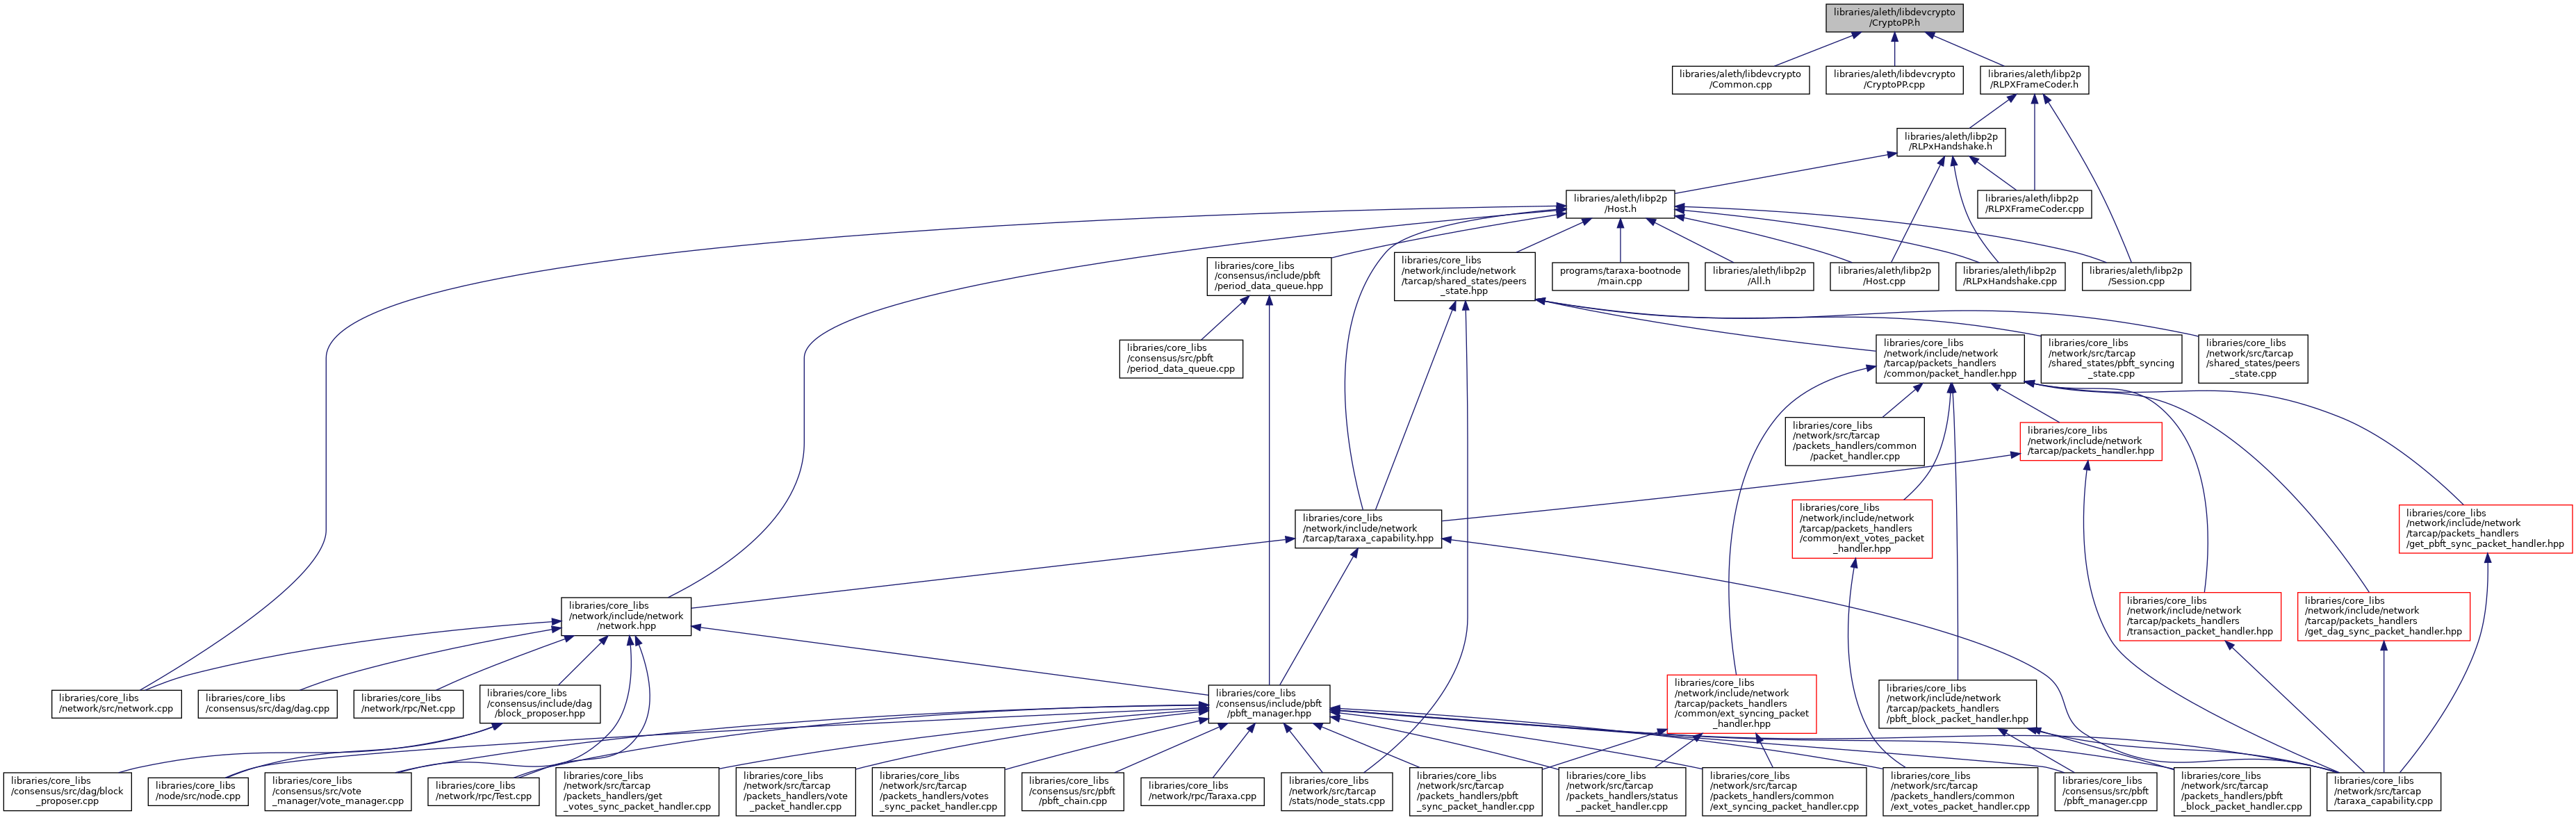 libraries/aleth/libdevcrypto
/CryptoPP.h
libraries/aleth/libdevcrypto
/Common.cpp
libraries/aleth/libdevcrypto
/CryptoPP.cpp
libraries/aleth/libp2p
/RLPXFrameCoder.h
libraries/aleth/libp2p
/RLPxHandshake.h
libraries/aleth/libp2p
/Host.h
libraries/aleth/libp2p
/RLPXFrameCoder.cpp
libraries/core_libs
/consensus/include/pbft
/period_data_queue.hpp
libraries/core_libs
/network/include/network
/tarcap/shared_states/peers
_state.hpp
programs/taraxa-bootnode
/main.cpp
libraries/aleth/libp2p
/All.h
libraries/aleth/libp2p
/Host.cpp
libraries/aleth/libp2p
/RLPxHandshake.cpp
libraries/aleth/libp2p
/Session.cpp
libraries/core_libs
/consensus/src/pbft
/period_data_queue.cpp
libraries/core_libs
/network/include/network
/tarcap/packets_handlers
/common/packet_handler.hpp
libraries/core_libs
/network/src/tarcap
/shared_states/pbft_syncing
_state.cpp
libraries/core_libs
/network/src/tarcap
/shared_states/peers
_state.cpp
libraries/core_libs
/network/src/tarcap
/packets_handlers/common
/packet_handler.cpp
libraries/core_libs
/network/include/network
/tarcap/packets_handler.hpp
libraries/core_libs
/network/include/network
/tarcap/taraxa_capability.hpp
libraries/core_libs
/network/include/network
/tarcap/packets_handlers
/common/ext_votes_packet
_handler.hpp
libraries/core_libs
/network/include/network
/tarcap/packets_handlers
/get_pbft_sync_packet_handler.hpp
libraries/core_libs
/network/include/network
/network.hpp
libraries/core_libs
/network/include/network
/tarcap/packets_handlers
/transaction_packet_handler.hpp
libraries/core_libs
/network/include/network
/tarcap/packets_handlers
/get_dag_sync_packet_handler.hpp
libraries/core_libs
/network/src/network.cpp
libraries/core_libs
/consensus/src/dag/dag.cpp
libraries/core_libs
/network/rpc/Net.cpp
libraries/core_libs
/consensus/include/dag
/block_proposer.hpp
libraries/core_libs
/consensus/include/pbft
/pbft_manager.hpp
libraries/core_libs
/network/include/network
/tarcap/packets_handlers
/common/ext_syncing_packet
_handler.hpp
libraries/core_libs
/network/include/network
/tarcap/packets_handlers
/pbft_block_packet_handler.hpp
libraries/core_libs
/consensus/src/dag/block
_proposer.cpp
libraries/core_libs
/node/src/node.cpp
libraries/core_libs
/consensus/src/vote
_manager/vote_manager.cpp
libraries/core_libs
/network/rpc/Test.cpp
libraries/core_libs
/network/src/tarcap
/packets_handlers/get
_votes_sync_packet_handler.cpp
libraries/core_libs
/network/src/tarcap
/packets_handlers/vote
_packet_handler.cpp
libraries/core_libs
/network/src/tarcap
/packets_handlers/votes
_sync_packet_handler.cpp
libraries/core_libs
/consensus/src/pbft
/pbft_chain.cpp
libraries/core_libs
/network/rpc/Taraxa.cpp
libraries/core_libs
/network/src/tarcap
/stats/node_stats.cpp
libraries/core_libs
/network/src/tarcap
/packets_handlers/pbft
_sync_packet_handler.cpp
libraries/core_libs
/network/src/tarcap
/packets_handlers/status
_packet_handler.cpp
libraries/core_libs
/network/src/tarcap
/packets_handlers/common
/ext_syncing_packet_handler.cpp
libraries/core_libs
/network/src/tarcap
/packets_handlers/common
/ext_votes_packet_handler.cpp
libraries/core_libs
/consensus/src/pbft
/pbft_manager.cpp
libraries/core_libs
/network/src/tarcap
/packets_handlers/pbft
_block_packet_handler.cpp
libraries/core_libs
/network/src/tarcap
/taraxa_capability.cpp